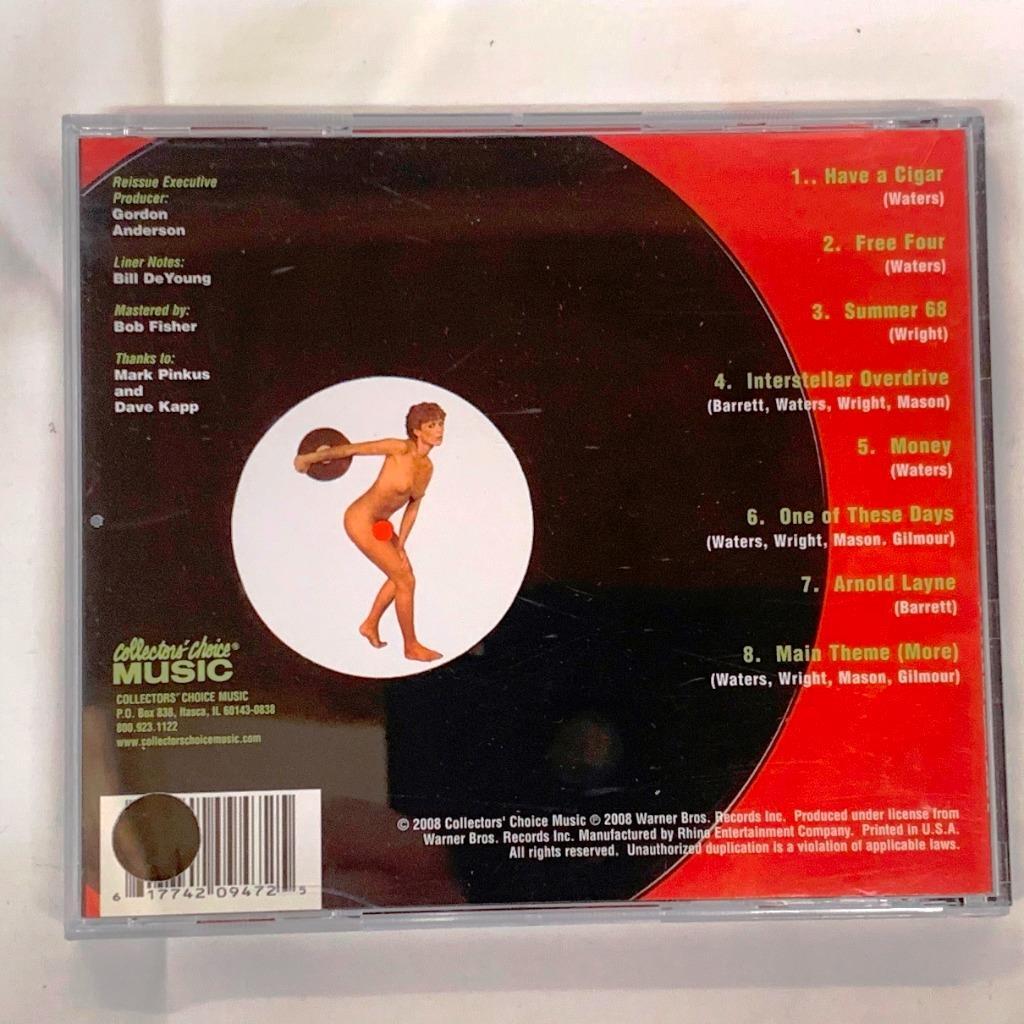 Reissue Executive
Producer:
Gordon
Anderson
Liner Notes:
Bill DeYoung
Mastered by:
Bob Fisher
Thanks to:
Mark Pinkus
and
Dave Kapp
1.. Have a Cigar
(Waters)
2. Free Four
(Waters)
3. Summer 68
(Wright)
4. Interstellar Overdrive
(Barrett, Waters, Wright, Mason)
5. Money
(Waters)
6. One of These Days
(Waters, Wright, Mason. Gilmour)
7. Arnold Layne
(Barrett)
8. Main Theme (More)
(Waters, Wright, Mason, Gilmour)
Collectors' Choice®
MUSIC
COLLECTORS' CHOICE MUSIC
P.O. Box 838, Itasca, IL 60143-0838
800.923.1122
www.collectorschoicemusic.com
© 2008 Collectors' Choice Music ℗ 2008 Warner Bros. Records Inc. Produced under license from
Warner Bros. Records Inc. Manufactured by Rhino Entertainment Company. Printed in U.S.A.
All rights reserved. Unauthorized duplication is a violation of applicable laws.
6 17742 09472 5